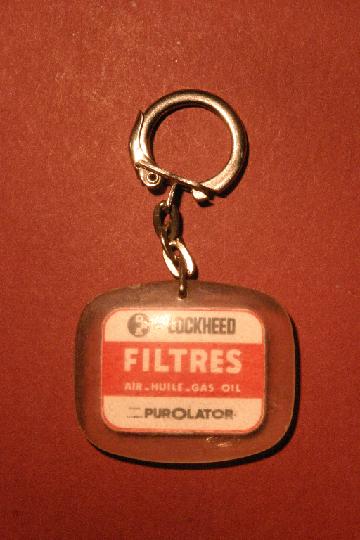 LOCKHEED
FILTRES
AIR-HUILE-GAS OIL
PUROLATOR